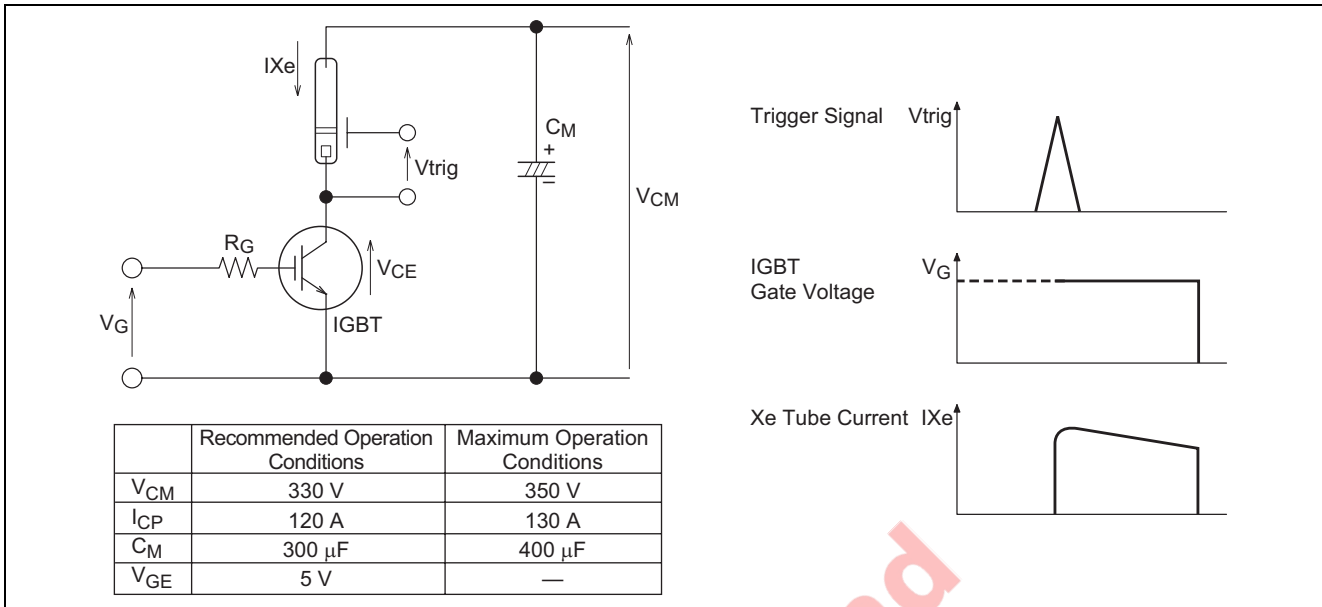 IXe
Vtrig
CM
+
–
VCM
RG
VCE
VG
IGBT
Recommended Operation Conditions
Maximum Operation Conditions
VCM 330 V 350 V
ICP 120 A 130 A
CM 300 μF 400 μF
VGE 5 V —
Trigger Signal Vtrig
IGBT VG
Gate Voltage
Xe Tube Current IXe